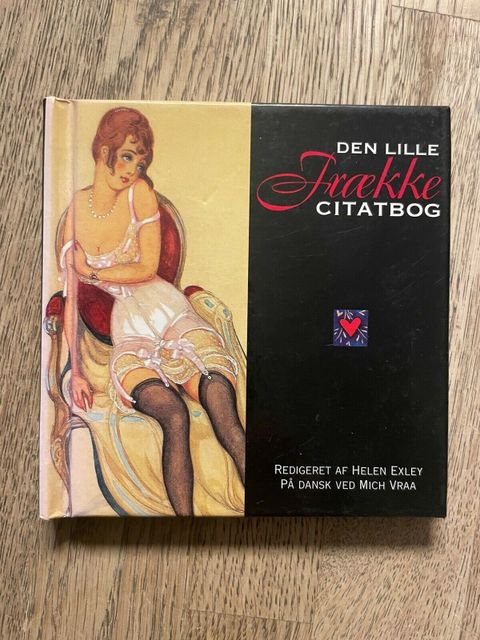 DEN LILLE
Frække
CITATBOG
REDIGERET AF HELEN EXLEY
PÅ DANSK VED MICH VRAA